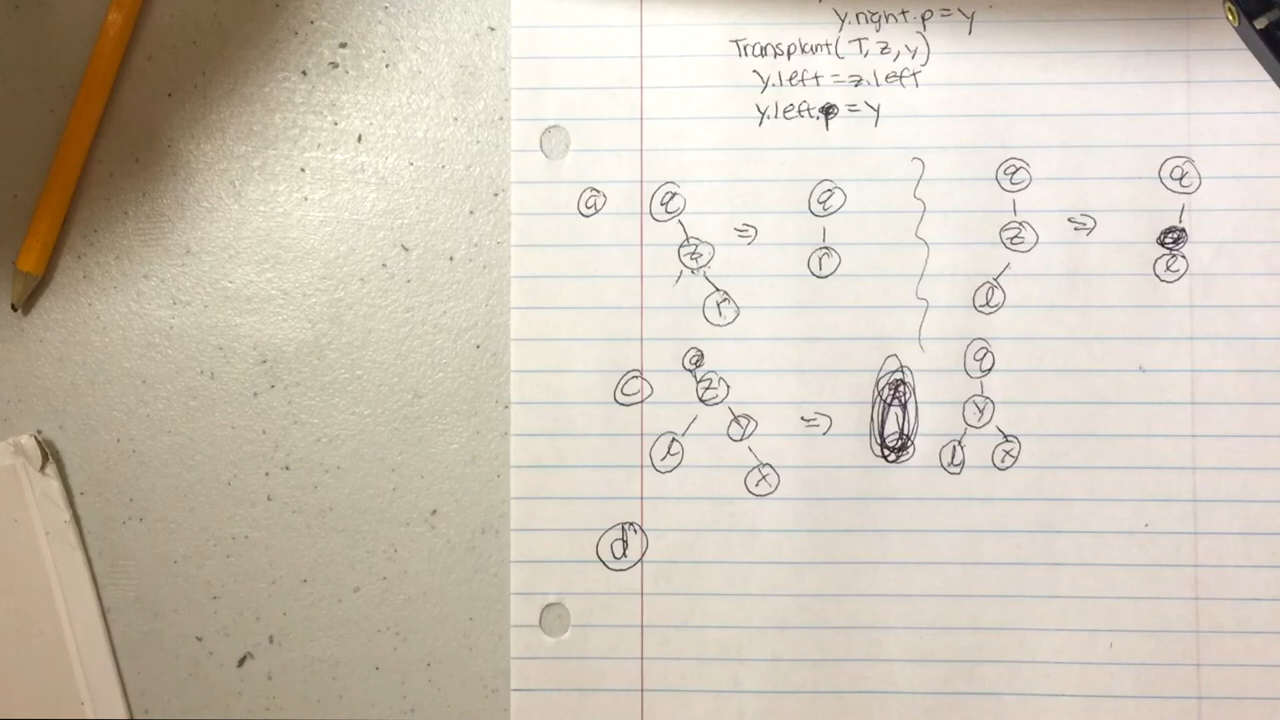 y.right.p = y
Transplant(T, z, y)
y.left = z.left
y.left.p = y
a q ⇒ q q ⇒ q
z r z l
r l
c q z ⇒ q
l y y
x l x
d